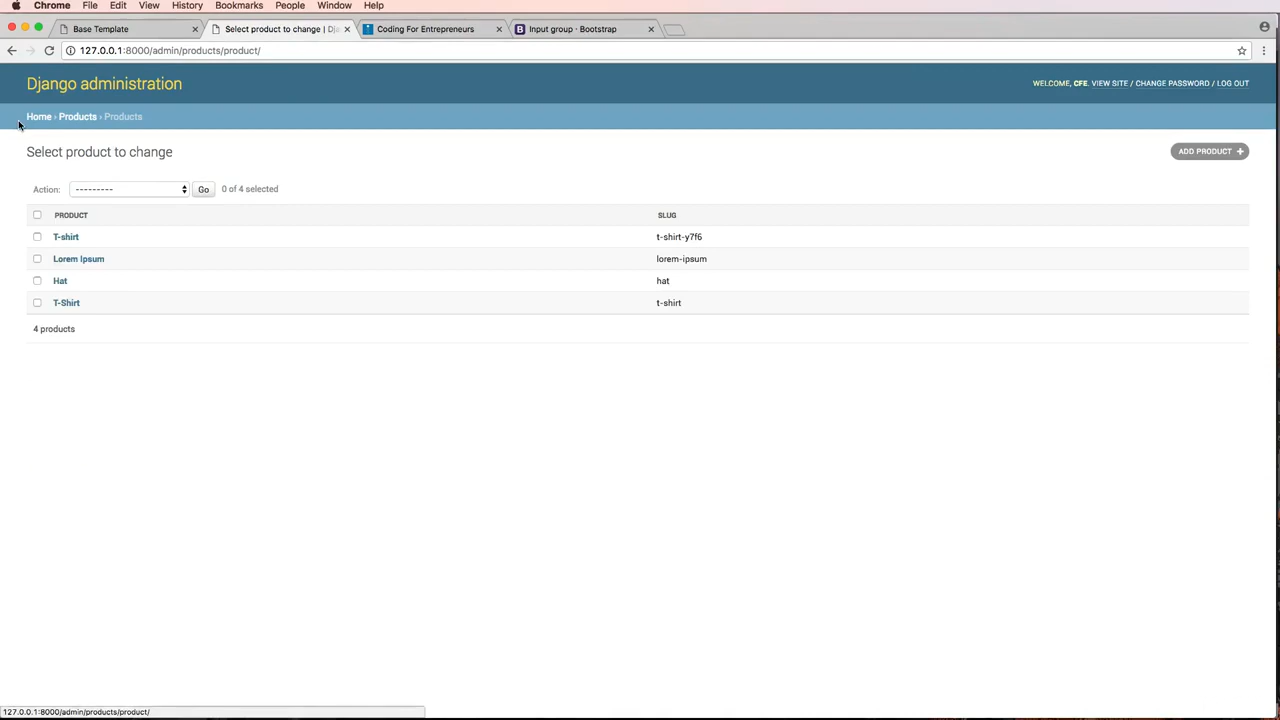 Chrome File Edit View History Bookmarks People Window Help
Base Template
Select product to change | Dj
Coding For Entrepreneurs
B Input group · Bootstrap
127.0.0.1:8000/admin/products/product/
Django administration
WELCOME, CFE. VIEW SITE / CHANGE PASSWORD / LOG OUT
Home › Products › Products
Select product to change
ADD PRODUCT +
Action: --------- Go 0 of 4 selected
PRODUCT SLUG
T-shirt t-shirt-y7f6
Lorem Ipsum lorem-ipsum
Hat hat
T-Shirt t-shirt
4 products
127.0.0.1:8000/admin/products/product/